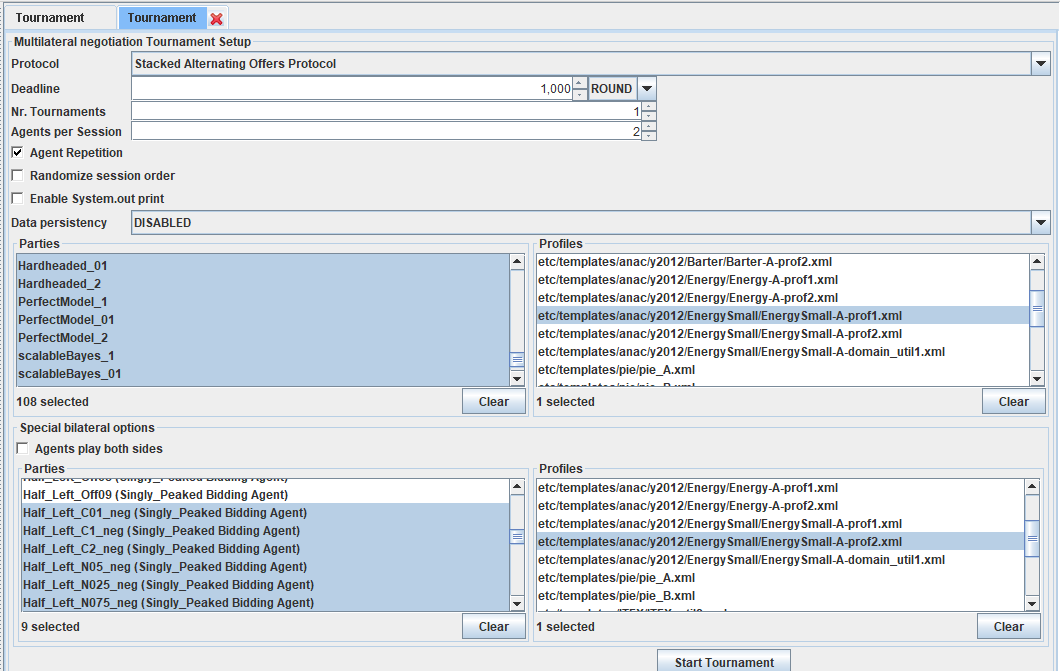 Tournament Tournament
Multilateral negotiation Tournament Setup
Protocol Stacked Alternating Offers Protocol
Deadline 1,000 ROUND
Nr. Tournaments 1
Agents per Session 2
Agent Repetition
Randomize session order
Enable System.out print
Data persistency DISABLED
Parties
Hardheaded_01
Hardheaded_2
PerfectModel_1
PerfectModel_01
PerfectModel_2
scalableBayes_1
scalableBayes_01
108 selected Clear
Profiles
etc/templates/anac/y2012/Barter/Barter-A-prof2.xml
etc/templates/anac/y2012/Energy/Energy-A-prof1.xml
etc/templates/anac/y2012/Energy/Energy-A-prof2.xml
etc/templates/anac/y2012/EnergySmall/EnergySmall-A-prof1.xml
etc/templates/anac/y2012/EnergySmall/EnergySmall-A-prof2.xml
etc/templates/anac/y2012/EnergySmall/EnergySmall-A-domain_util1.xml
etc/templates/pie/pie_A.xml
etc/templates/pie/pie_B.xml
1 selected Clear
Special bilateral options
Agents play both sides
Parties
(Singly_Peaked Bidding Agent)
Half_Left_Off09 (Singly_Peaked Bidding Agent)
Half_Left_C01_neg (Singly_Peaked Bidding Agent)
Half_Left_C1_neg (Singly_Peaked Bidding Agent)
Half_Left_C2_neg (Singly_Peaked Bidding Agent)
Half_Left_N05_neg (Singly_Peaked Bidding Agent)
Half_Left_N025_neg (Singly_Peaked Bidding Agent)
Half_Left_N075_neg (Singly_Peaked Bidding Agent)
9 selected Clear
Profiles
etc/templates/anac/y2012/Energy/Energy-A-prof1.xml
etc/templates/anac/y2012/Energy/Energy-A-prof2.xml
etc/templates/anac/y2012/EnergySmall/EnergySmall-A-prof1.xml
etc/templates/anac/y2012/EnergySmall/EnergySmall-A-prof2.xml
etc/templates/anac/y2012/EnergySmall/EnergySmall-A-domain_util1.xml
etc/templates/pie/pie_A.xml
etc/templates/pie/pie_B.xml
1 selected Clear
Start Tournament